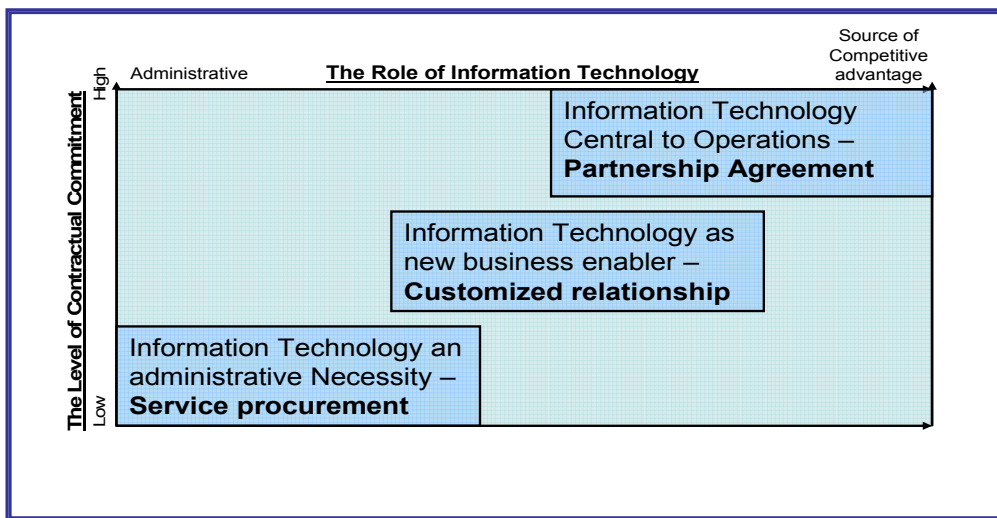 Source of
Competitive
advantage
Administrative
The Role of Information Technology
High
The Level of Contractual Commitment
Low
Information Technology
Central to Operations –
Partnership Agreement
Information Technology as
new business enabler –
Customized relationship
Information Technology an
administrative Necessity –
Service procurement